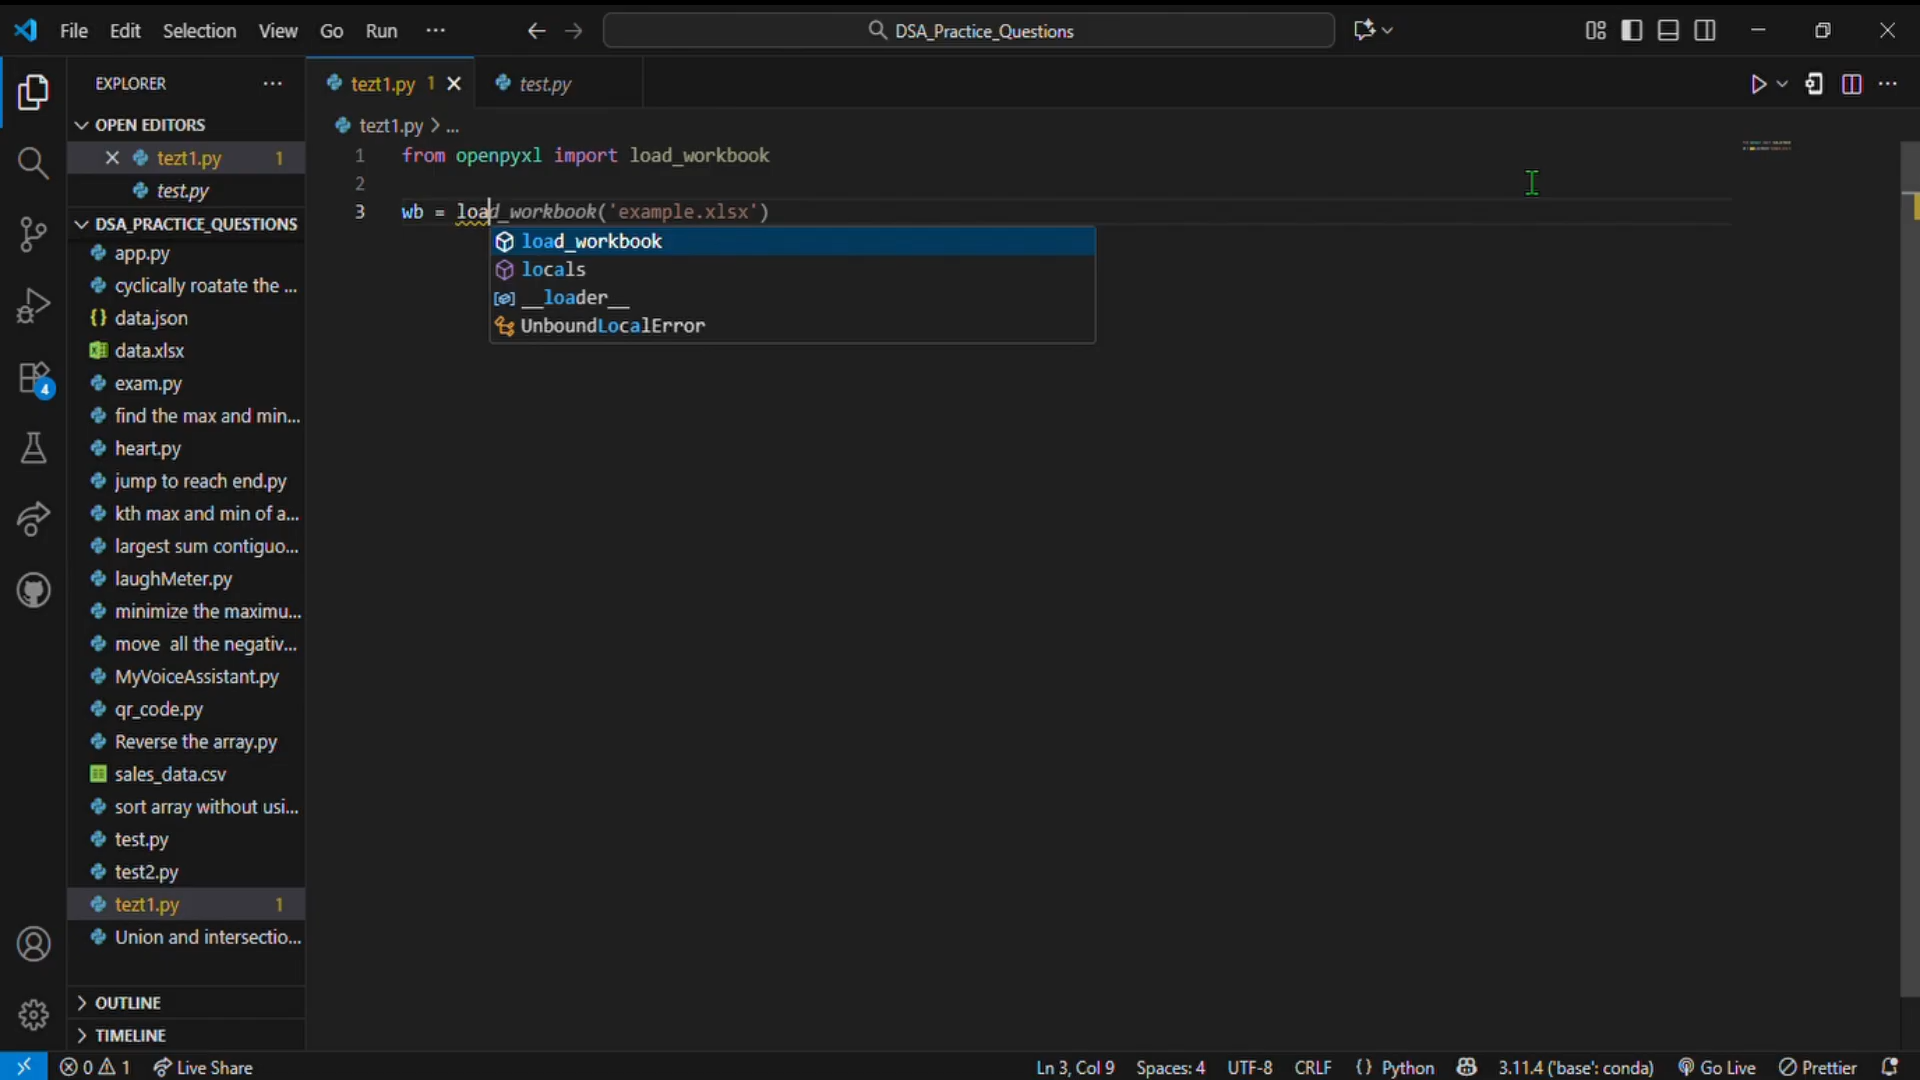 File Edit Selection View Go Run ··· DSA_Practice_Questions
EXPLORER ···
OPEN EDITORS
tezt1.py 1
test.py
DSA_PRACTICE_QUESTIONS
app.py
cyclically roatate the ...
data.json
data.xlsx
exam.py
find the max and min...
heart.py
jump to reach end.py
kth max and min of a...
largest sum contiguo...
laughMeter.py
minimize the maximu...
move all the negativ...
MyVoiceAssistant.py
qr_code.py
Reverse the array.py
sales_data.csv
sort array without usi...
test.py
test2.py
tezt1.py 1
Union and intersectio...
OUTLINE
TIMELINE
4
tezt1.py 1 test.py
tezt1.py > ...
1 from openpyxl import load_workbook
2
3 wb = load_workbook('example.xlsx')
load_workbook
locals
__loader__
UnboundLocalError
0 1 Live Share Ln 3, Col 9 Spaces: 4 UTF-8 CRLF {} Python 3.11.4 ('base': conda) Go Live Prettier